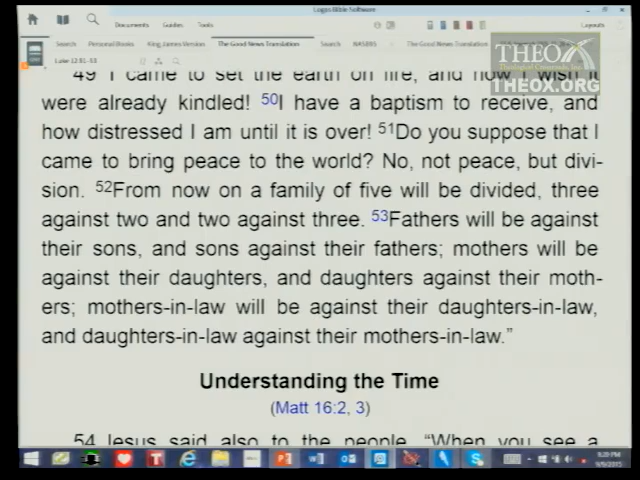 Logos Bible Software
Documents Guides Tools
Layouts
Search Personal Books King James Version The Good News Translation Search NASB95 The Good News Translation
Luke 12:51-53
THEOX
THEOX.ORG
49 I came to set the earth on fire, and how I wish it
were already kindled! 50I have a baptism to receive, and
how distressed I am until it is over! 51Do you suppose that I
came to bring peace to the world? No, not peace, but divi-
sion. 52From now on a family of five will be divided, three
against two and two against three. 53Fathers will be against
their sons, and sons against their fathers; mothers will be
against their daughters, and daughters against their moth-
ers; mothers-in-law will be against their daughters-in-law,
and daughters-in-law against their mothers-in-law.”
Understanding the Time
(Matt 16:2, 3)
54 Jesus said also to the people, “When you see a